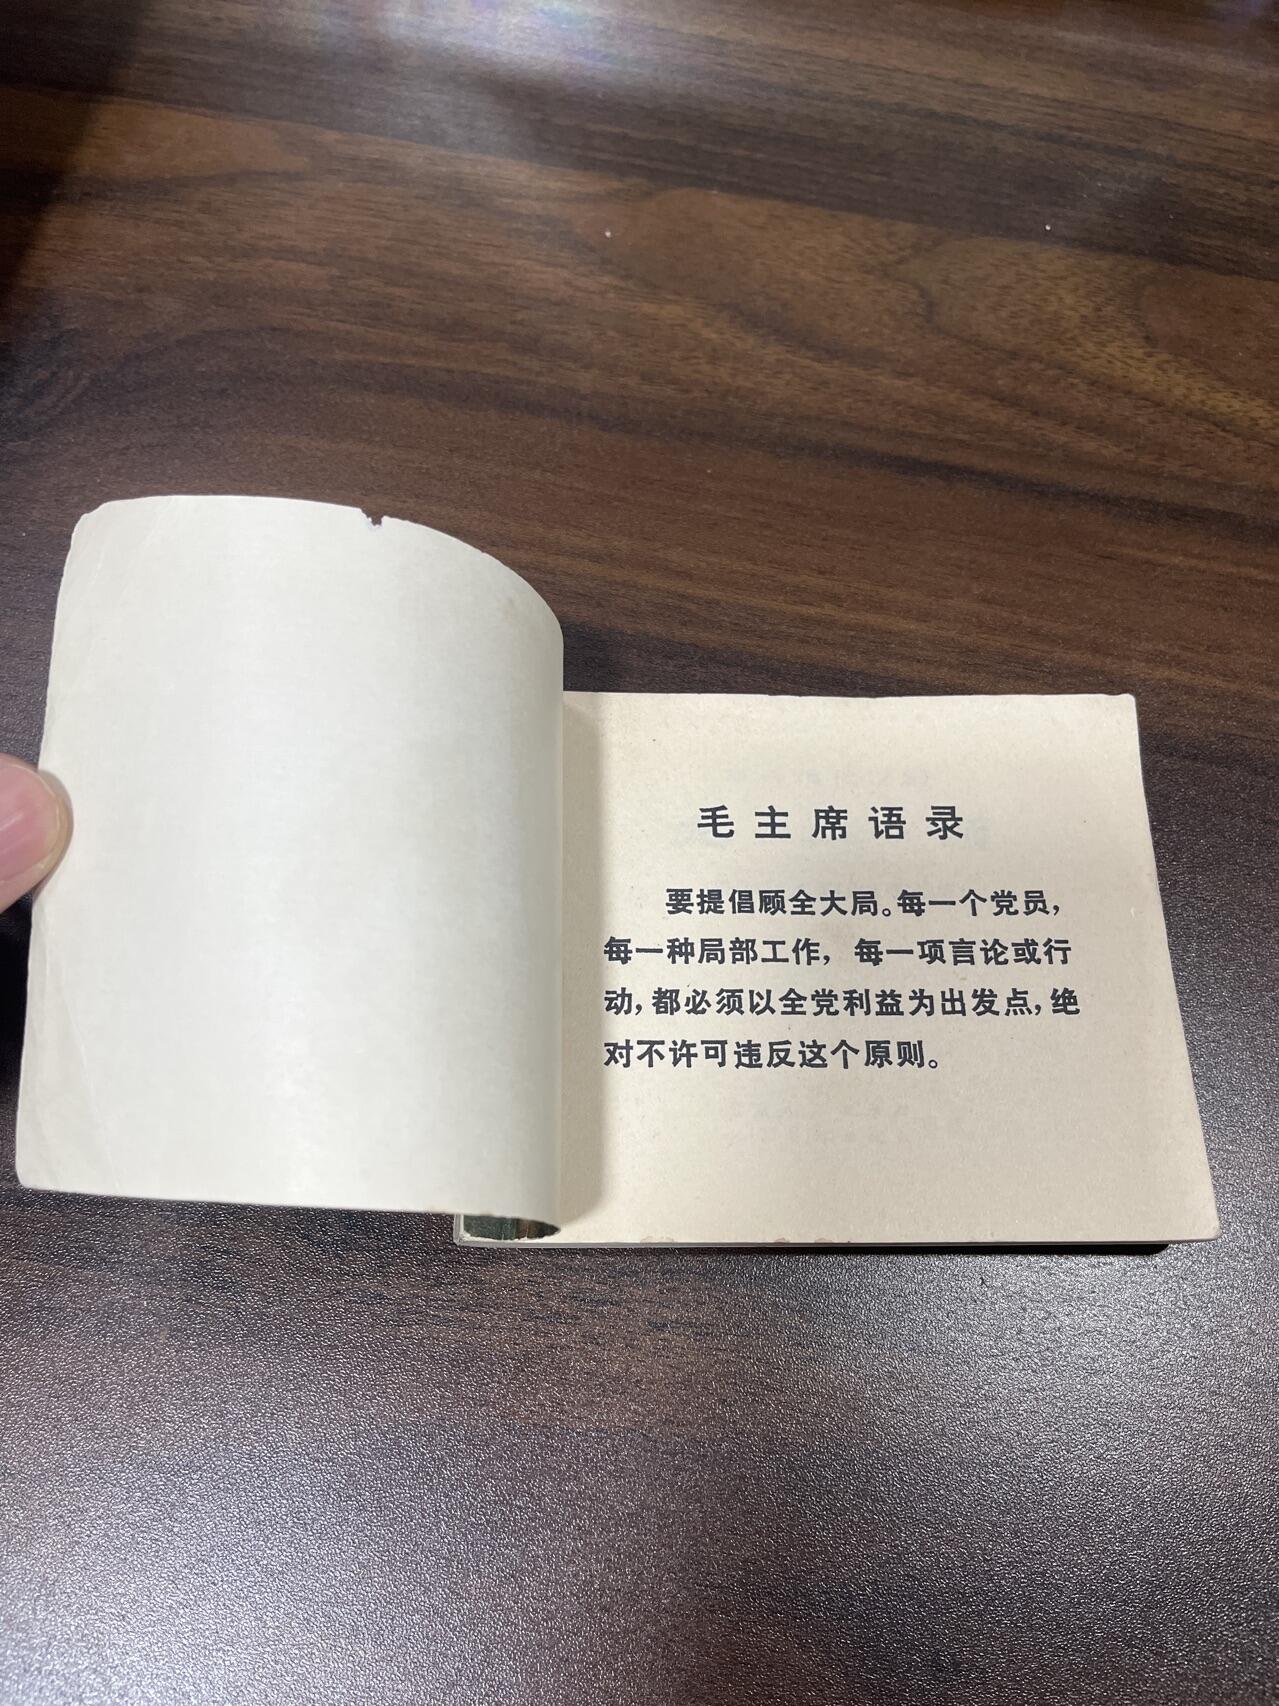 毛主席语录
要提倡顾全大局。每一个党员，
每一种局部工作，每一项言论或行
动，都必须以全党利益为出发点，绝
对不许可违反这个原则。